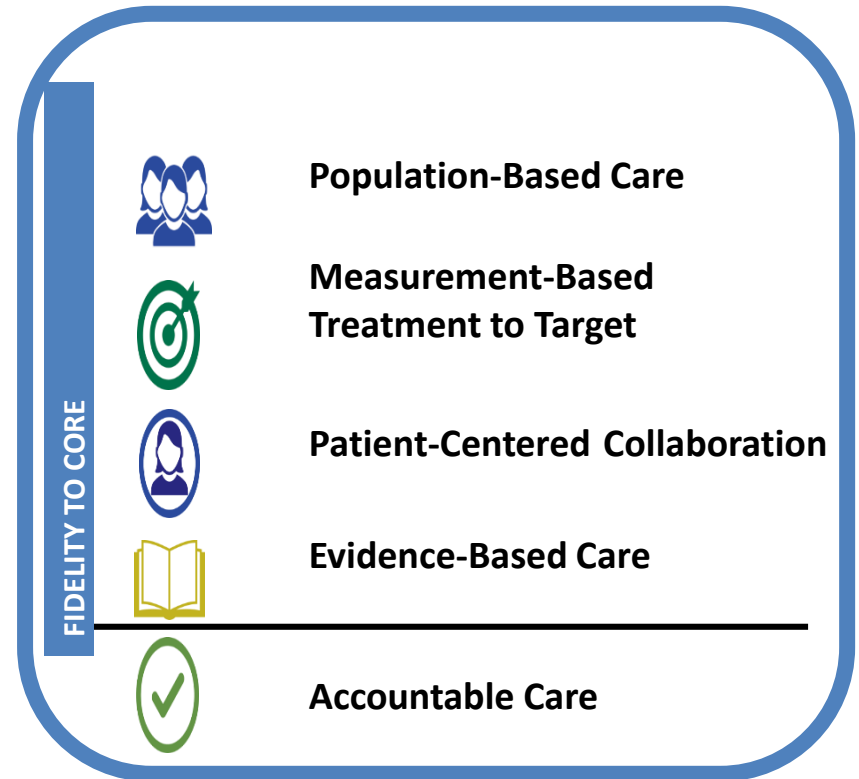 FIDELITY TO CORE
Population-Based Care
Measurement-Based
Treatment to Target
Patient-Centered Collaboration
Evidence-Based Care
Accountable Care